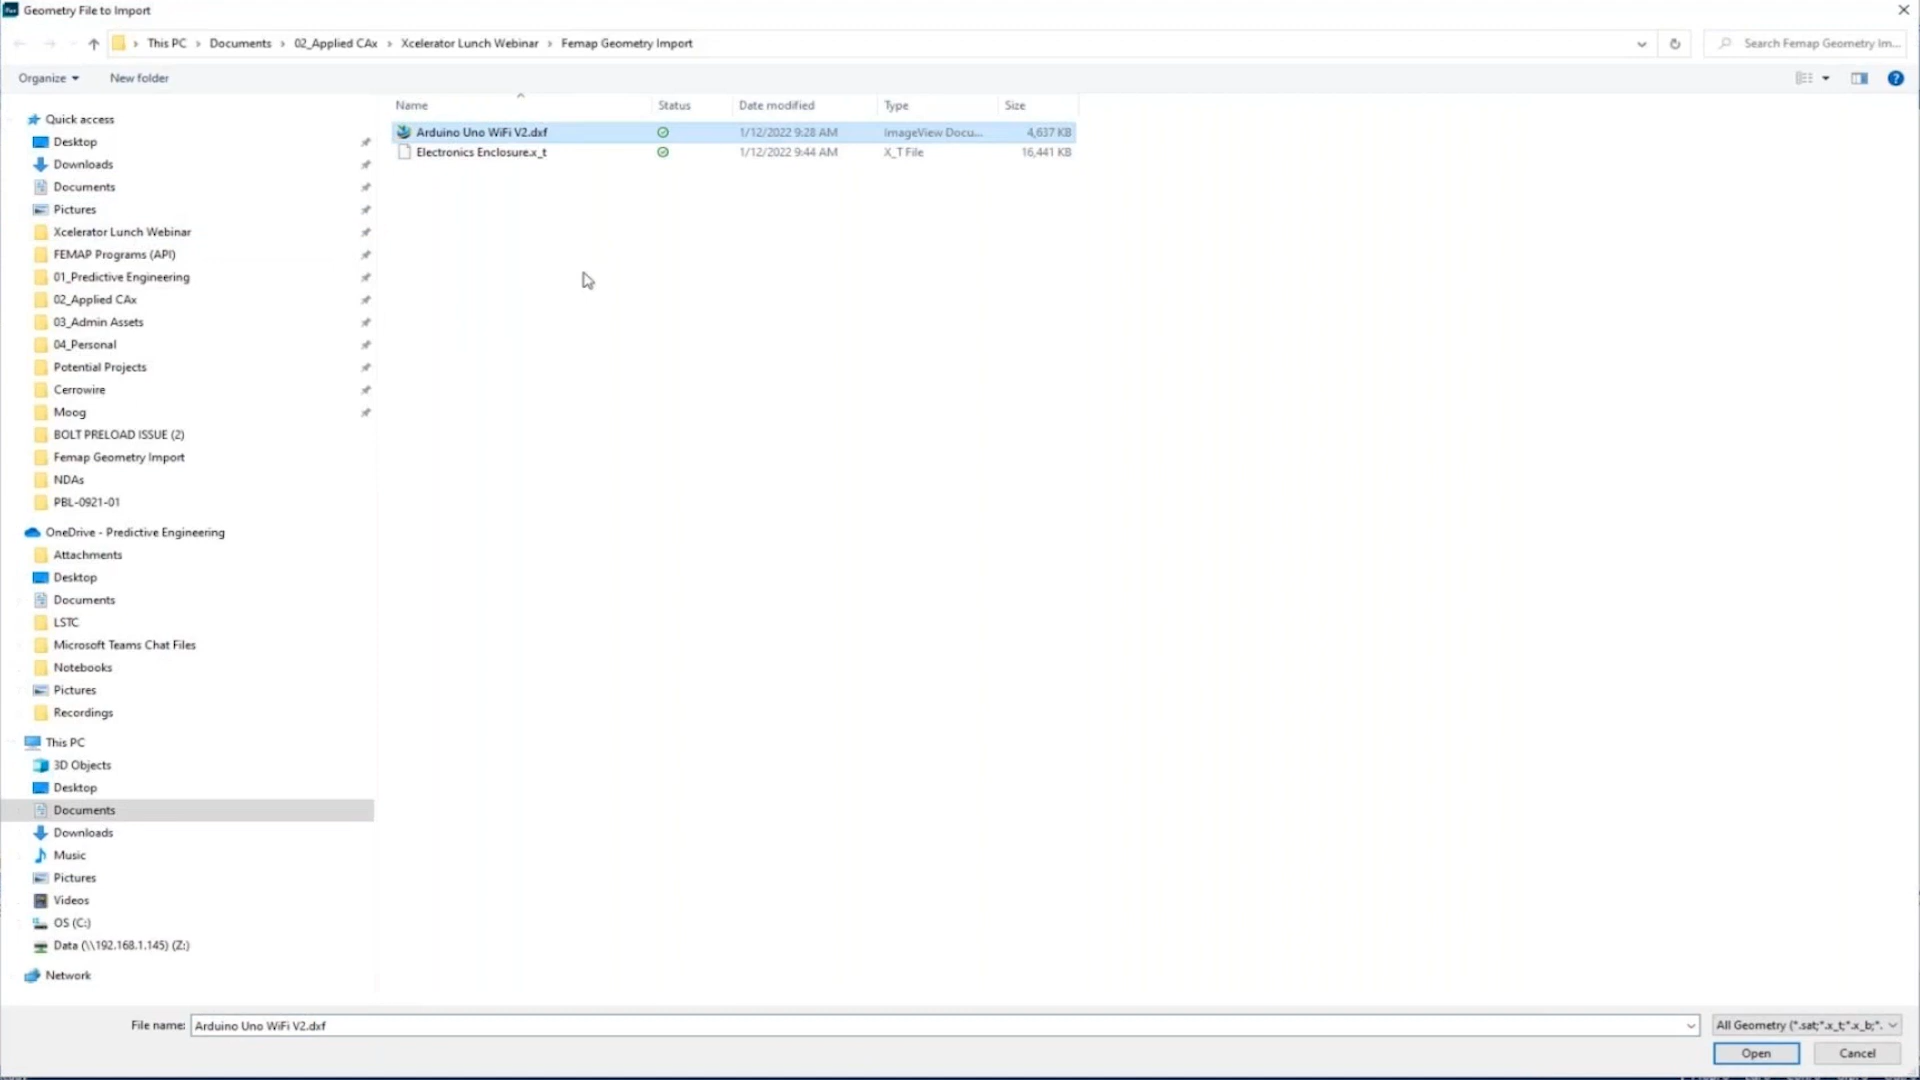 Geometry File to Import
This PC > Documents > 02_Applied CAx > Xcelerator Lunch Webinar > Femap Geometry Import
Search Femap Geometry Im...
Organize New folder
Name Status Date modified Type Size
Arduino Uno WiFi V2.dxf 1/12/2022 9:28 AM ImageView Docu... 4,637 KB
Electronics Enclosure.x_t 1/12/2022 9:44 AM X_T File 16,441 KB
Quick access
Desktop
Downloads
Documents
Pictures
Xcelerator Lunch Webinar
FEMAP Programs (API)
01_Predictive Engineering
02_Applied CAx
03_Admin Assets
04_Personal
Potential Projects
Cerrowire
Moog
BOLT PRELOAD ISSUE (2)
Femap Geometry Import
NDAs
PBL-0921-01
OneDrive - Predictive Engineering
Attachments
Desktop
Documents
LSTC
Microsoft Teams Chat Files
Notebooks
Pictures
Recordings
This PC
3D Objects
Desktop
Documents
Downloads
Music
Pictures
Videos
OS (C:)
Data (\\192.168.1.145) (Z:)
Network
File name: Arduino Uno WiFi V2.dxf All Geometry (*.sat;*.x_t;*.x_b;*.
Open Cancel